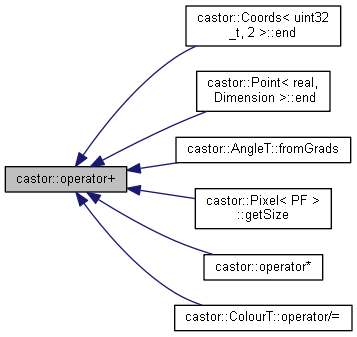 castor::Coords< uint32
_t, 2 >::end
castor::Point< real,
Dimension >::end
castor::AngleT::fromGrads
castor::operator+
castor::Pixel< PF >
::getSize
castor::operator*
castor::ColourT::operator/=